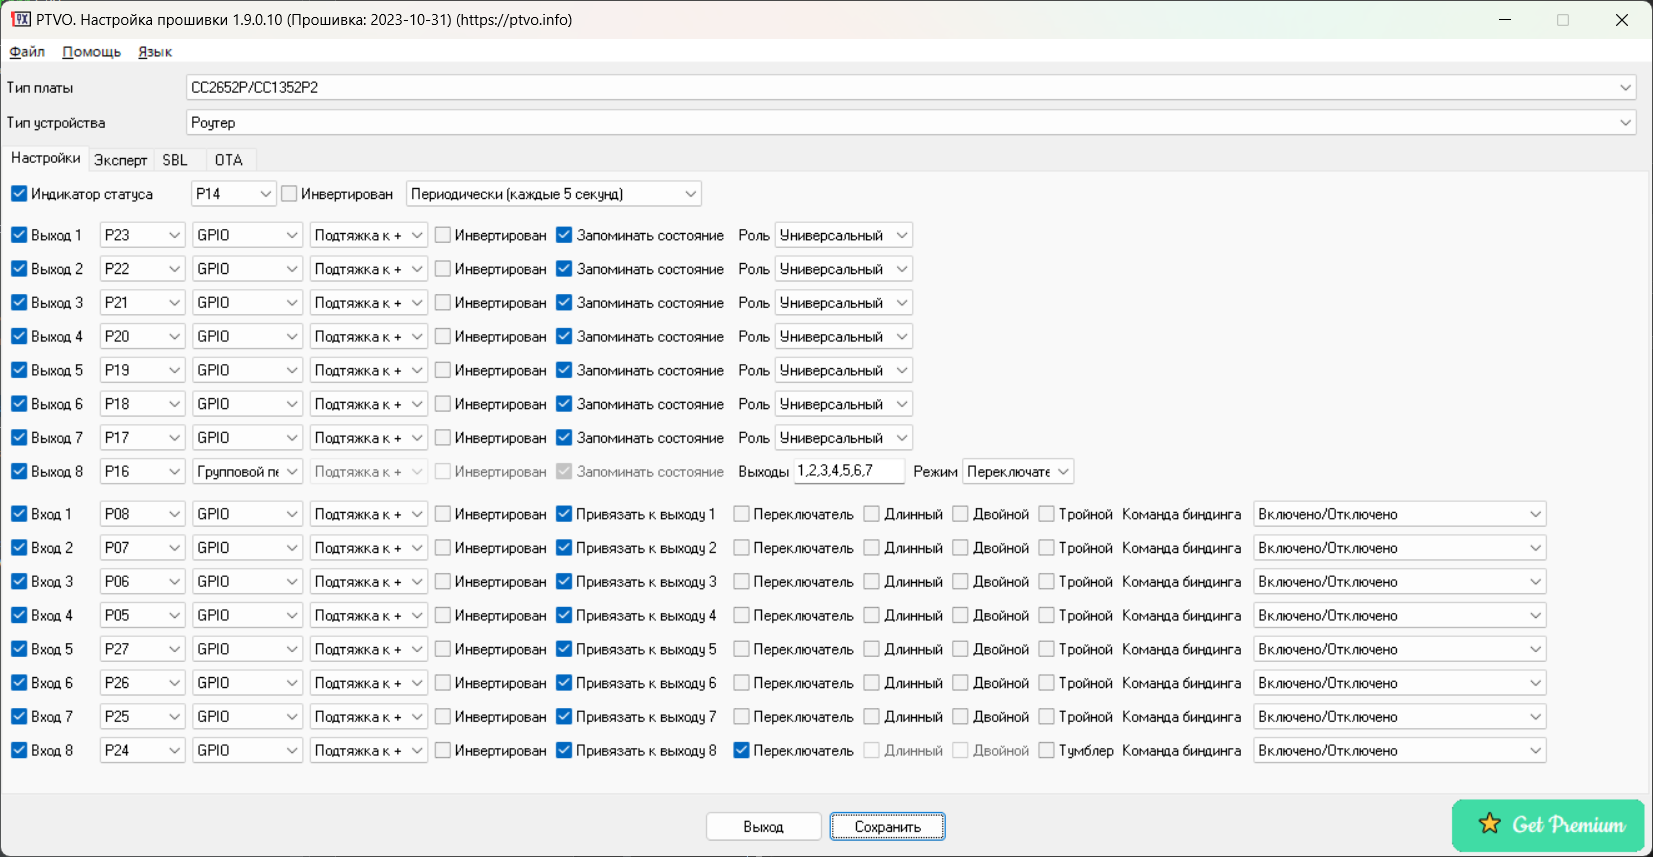 PTVO. Настройка прошивки 1.9.0.10 (Прошивка: 2023-10-31) (https://ptvo.info)
Файл Помощь Язык
Тип платы CC2652P/CC1352P2
Тип устройства Роутер
Настройки Эксперт SBL OTA
Индикатор статуса P14 Инвертирован Периодически (каждые 5 секунд)
Выход 1 P23 GPIO Подтяжка к + Инвертирован Запоминать состояние Роль Универсальный
Выход 2 P22 GPIO Подтяжка к + Инвертирован Запоминать состояние Роль Универсальный
Выход 3 P21 GPIO Подтяжка к + Инвертирован Запоминать состояние Роль Универсальный
Выход 4 P20 GPIO Подтяжка к + Инвертирован Запоминать состояние Роль Универсальный
Выход 5 P19 GPIO Подтяжка к + Инвертирован Запоминать состояние Роль Универсальный
Выход 6 P18 GPIO Подтяжка к + Инвертирован Запоминать состояние Роль Универсальный
Выход 7 P17 GPIO Подтяжка к + Инвертирован Запоминать состояние Роль Универсальный
Выход 8 P16 Групповой пе Подтяжка к + Инвертирован Запоминать состояние Выходы 1,2,3,4,5,6,7 Режим Переключате
Вход 1 P08 GPIO Подтяжка к + Инвертирован Привязать к выходу 1 Переключатель Длинный Двойной Тройной Команда биндинга Включено/Отключено
Вход 2 P07 GPIO Подтяжка к + Инвертирован Привязать к выходу 2 Переключатель Длинный Двойной Тройной Команда биндинга Включено/Отключено
Вход 3 P06 GPIO Подтяжка к + Инвертирован Привязать к выходу 3 Переключатель Длинный Двойной Тройной Команда биндинга Включено/Отключено
Вход 4 P05 GPIO Подтяжка к + Инвертирован Привязать к выходу 4 Переключатель Длинный Двойной Тройной Команда биндинга Включено/Отключено
Вход 5 P27 GPIO Подтяжка к + Инвертирован Привязать к выходу 5 Переключатель Длинный Двойной Тройной Команда биндинга Включено/Отключено
Вход 6 P26 GPIO Подтяжка к + Инвертирован Привязать к выходу 6 Переключатель Длинный Двойной Тройной Команда биндинга Включено/Отключено
Вход 7 P25 GPIO Подтяжка к + Инвертирован Привязать к выходу 7 Переключатель Длинный Двойной Тройной Команда биндинга Включено/Отключено
Вход 8 P24 GPIO Подтяжка к + Инвертирован Привязать к выходу 8 Переключатель Длинный Двойной Тумблер Команда биндинга Включено/Отключено
Выход Сохранить Get Premium